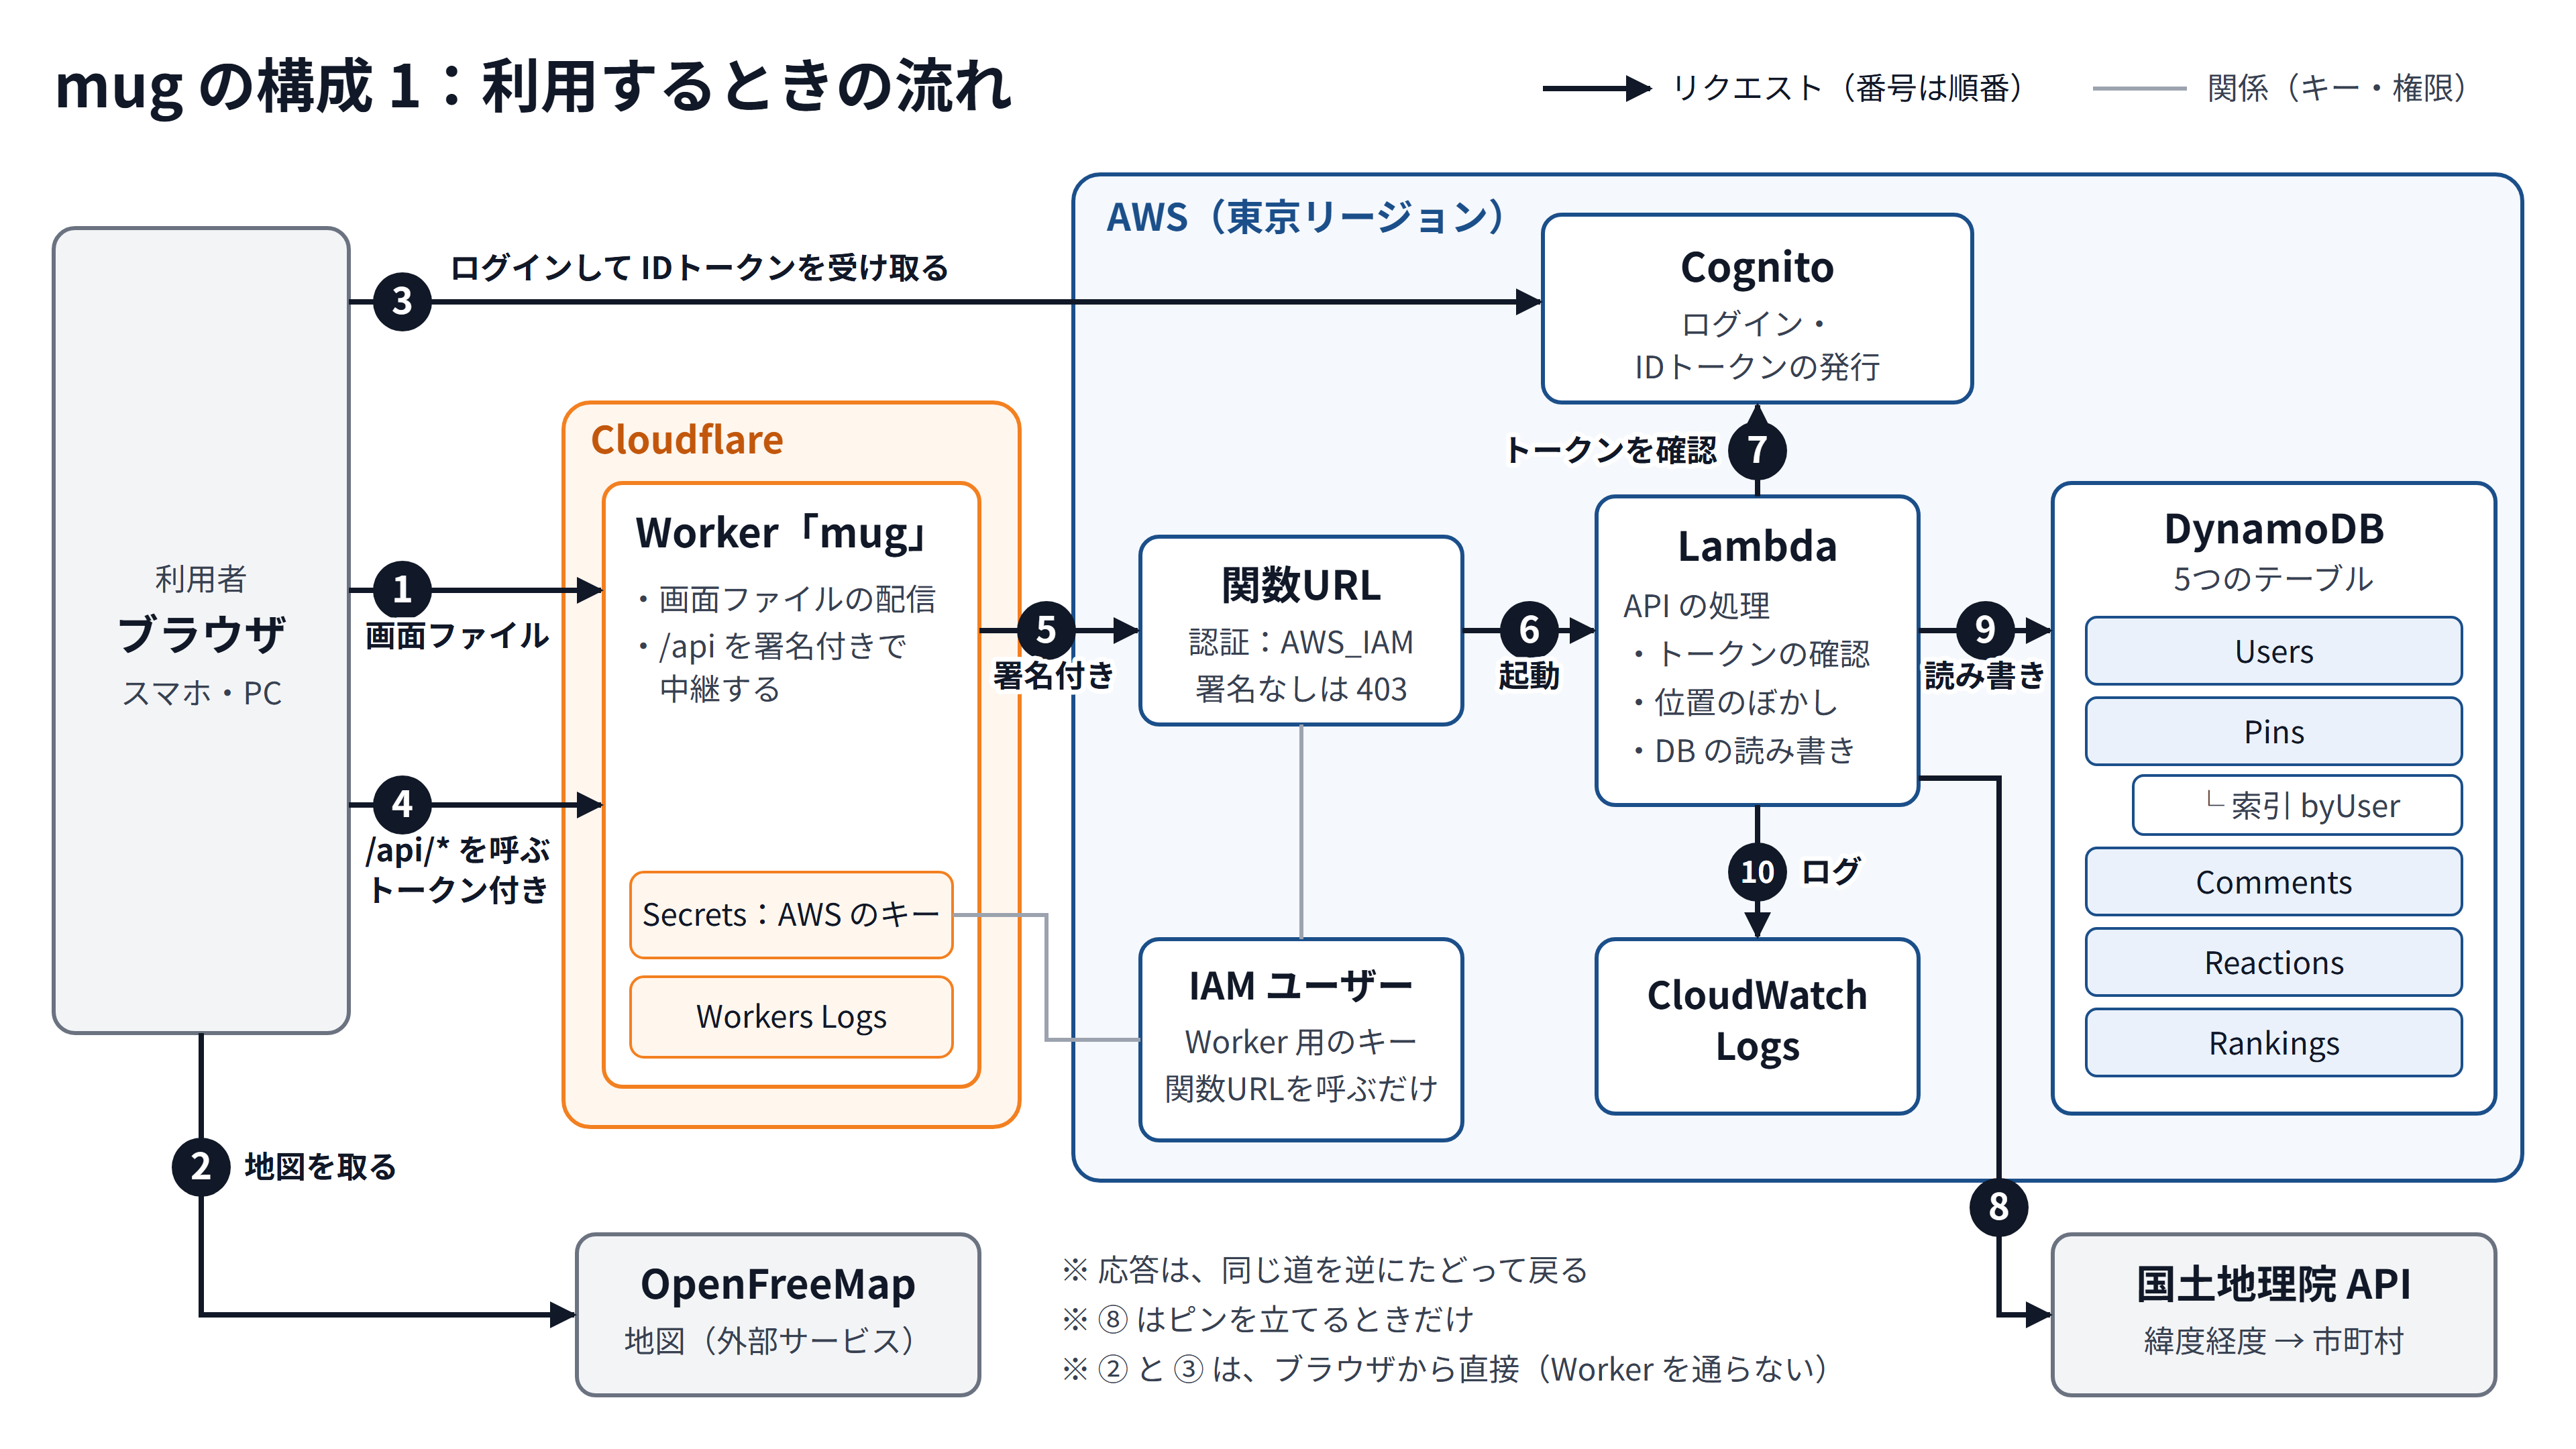 mug の構成 1：利用するときの流れ
リクエスト（番号は順番）
関係（キー・権限）
AWS（東京リージョン）
3
ログインして IDトークンを受け取る
Cognito
ログイン・
IDトークンの発行
7
トークンを確認
利用者
ブラウザ
スマホ・PC
1
画面ファイル
4
/api/* を呼ぶ
トークン付き
Cloudflare
Worker「mug」
・画面ファイルの配信
・/api を署名付きで
中継する
Secrets：AWS のキー
Workers Logs
5
署名付き
関数URL
認証：AWS_IAM
署名なしは 403
6
起動
Lambda
API の処理
・トークンの確認
・位置のぼかし
・DB の読み書き
9
読み書き
DynamoDB
5つのテーブル
Users
Pins
└ 索引 byUser
Comments
Reactions
Rankings
10
ログ
IAM ユーザー
Worker 用のキー
関数URLを呼ぶだけ
CloudWatch
Logs
2
地図を取る
8
OpenFreeMap
地図（外部サービス）
※ 応答は、同じ道を逆にたどって戻る
※ ⑧ はピンを立てるときだけ
※ ② と ③ は、ブラウザから直接（Worker を通らない）
国土地理院 API
緯度経度 → 市町村